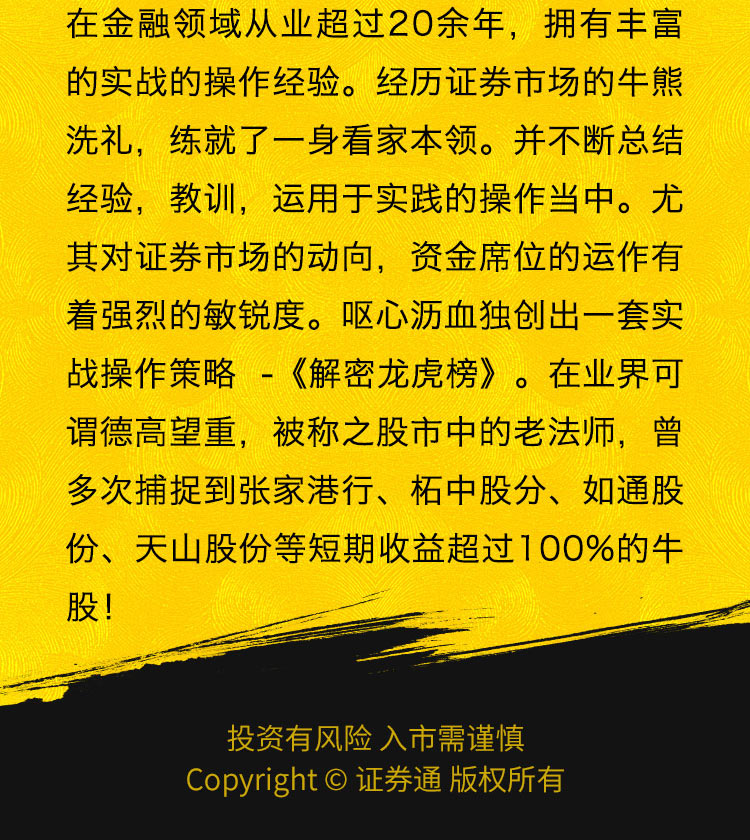 在金融领域从业超过20余年，拥有丰富
的实战的操作经验。经历证券市场的牛熊
洗礼，练就了一身看家本领。并不断总结
经验，教训，运用于实践的操作当中。尤
其对证券市场的动向，资金席位的运作有
着强烈的敏锐度。呕心沥血独创出一套实
战操作策略 -《解密龙虎榜》。在业界可
谓德高望重，被称之股市中的老法师，曾
多次捕捉到张家港行、柘中股分、如通股
份、天山股份等短期收益超过100%的牛
股！
投资有风险 入市需谨慎
Copyright © 证券通 版权所有